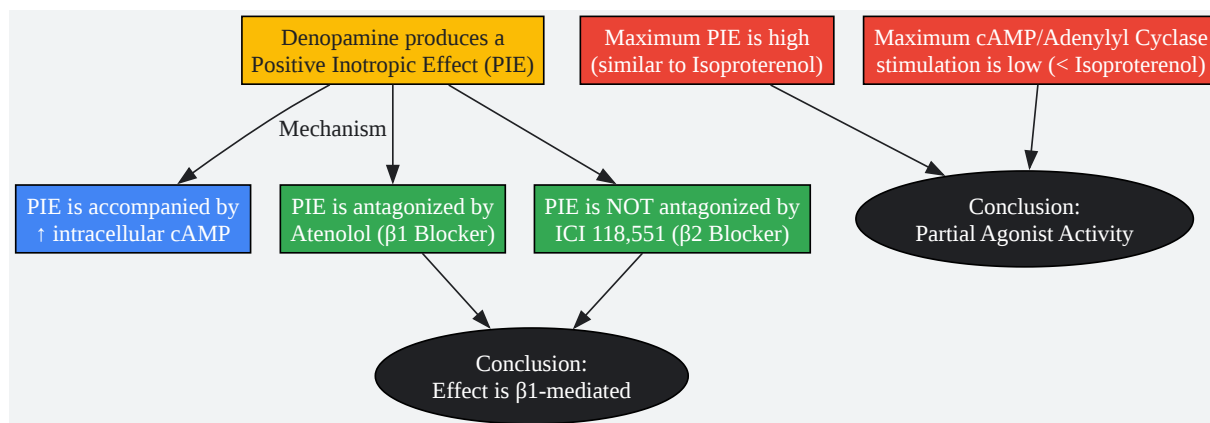 Denopamine produces a
Positive Inotropic Effect (PIE)
Maximum PIE is high
(similar to Isoproterenol)
Maximum cAMP/Adenylyl Cyclase
stimulation is low (< Isoproterenol)
Mechanism
PIE is accompanied by
↑ intracellular cAMP
PIE is antagonized by
Atenolol (β1 Blocker)
PIE is NOT antagonized by
ICI 118,551 (β2 Blocker)
Conclusion:
Partial Agonist Activity
Conclusion:
Effect is β1-mediated